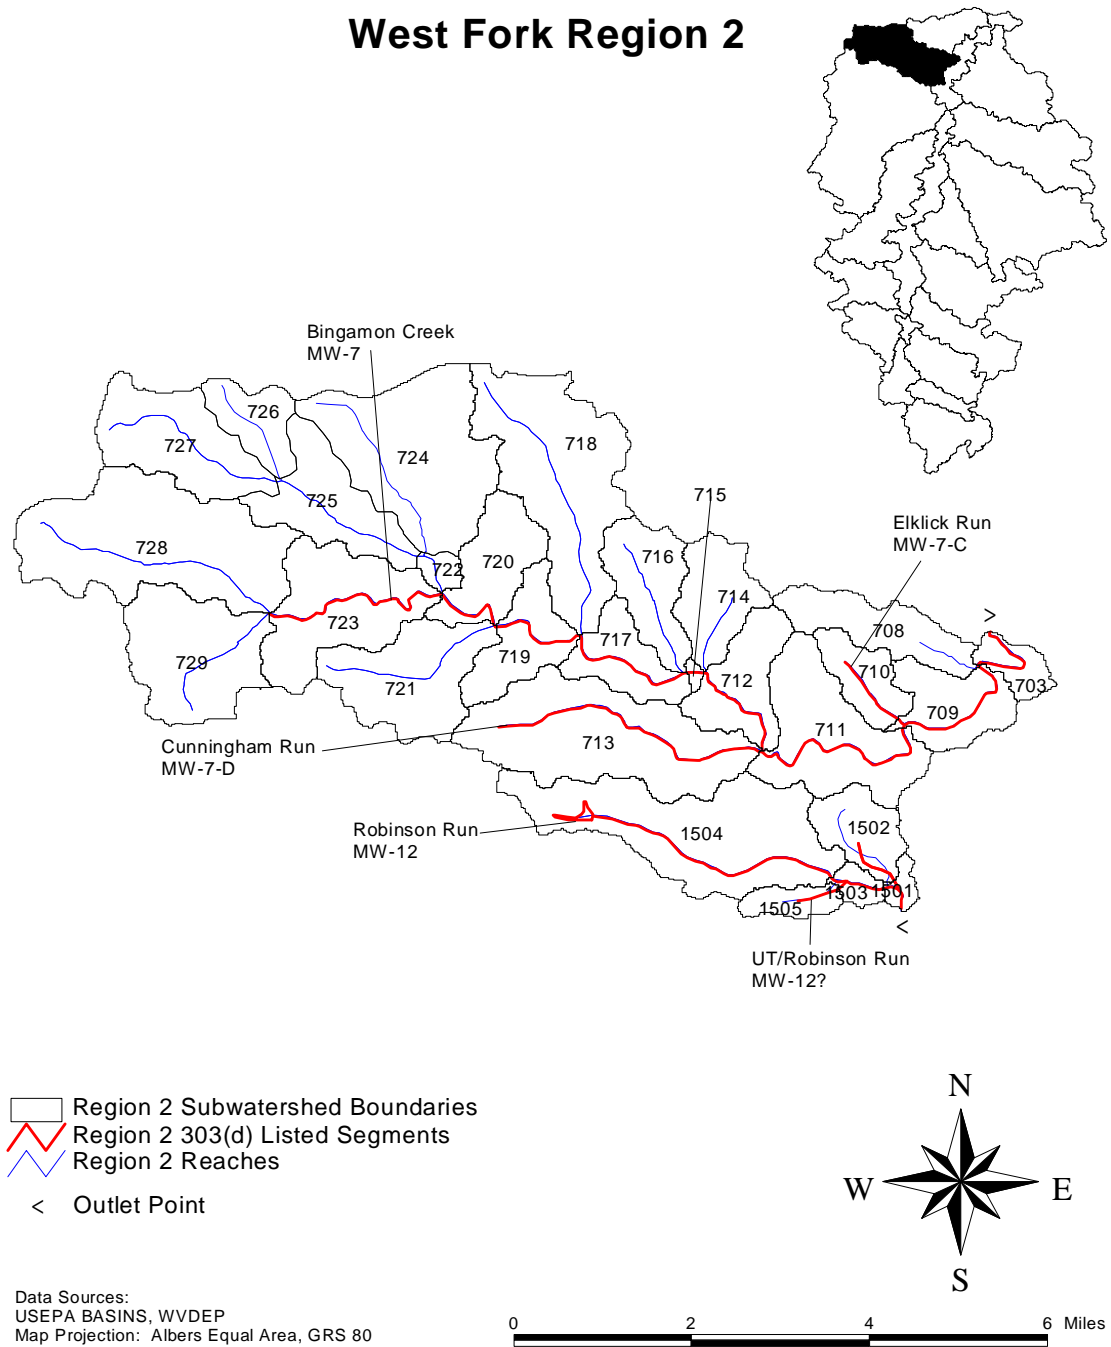 West Fork Region 2
Bingamon Creek
MW-7
726
727
724
718
725
715
Elklick Run
MW-7-C
728
716
720
722
714
723
708
717
729
719
712
710
721
703
709
Cunningham Run
MW-7-D
713
711
Robinson Run
MW-12
1504
1502
1503
1501
1505
>
<
UT/Robinson Run
MW-12?
N
W
E
S
Region 2 Subwatershed Boundaries
Region 2 303(d) Listed Segments
Region 2 Reaches
< Outlet Point
Data Sources:
USEPA BASINS, WVDEP
Map Projection: Albers Equal Area, GRS 80
0 2 4 6 Miles